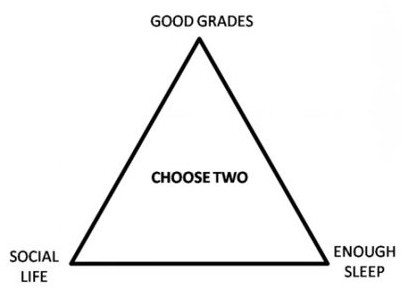 GOOD GRADES
CHOOSE TWO
SOCIAL
LIFE
ENOUGH
SLEEP